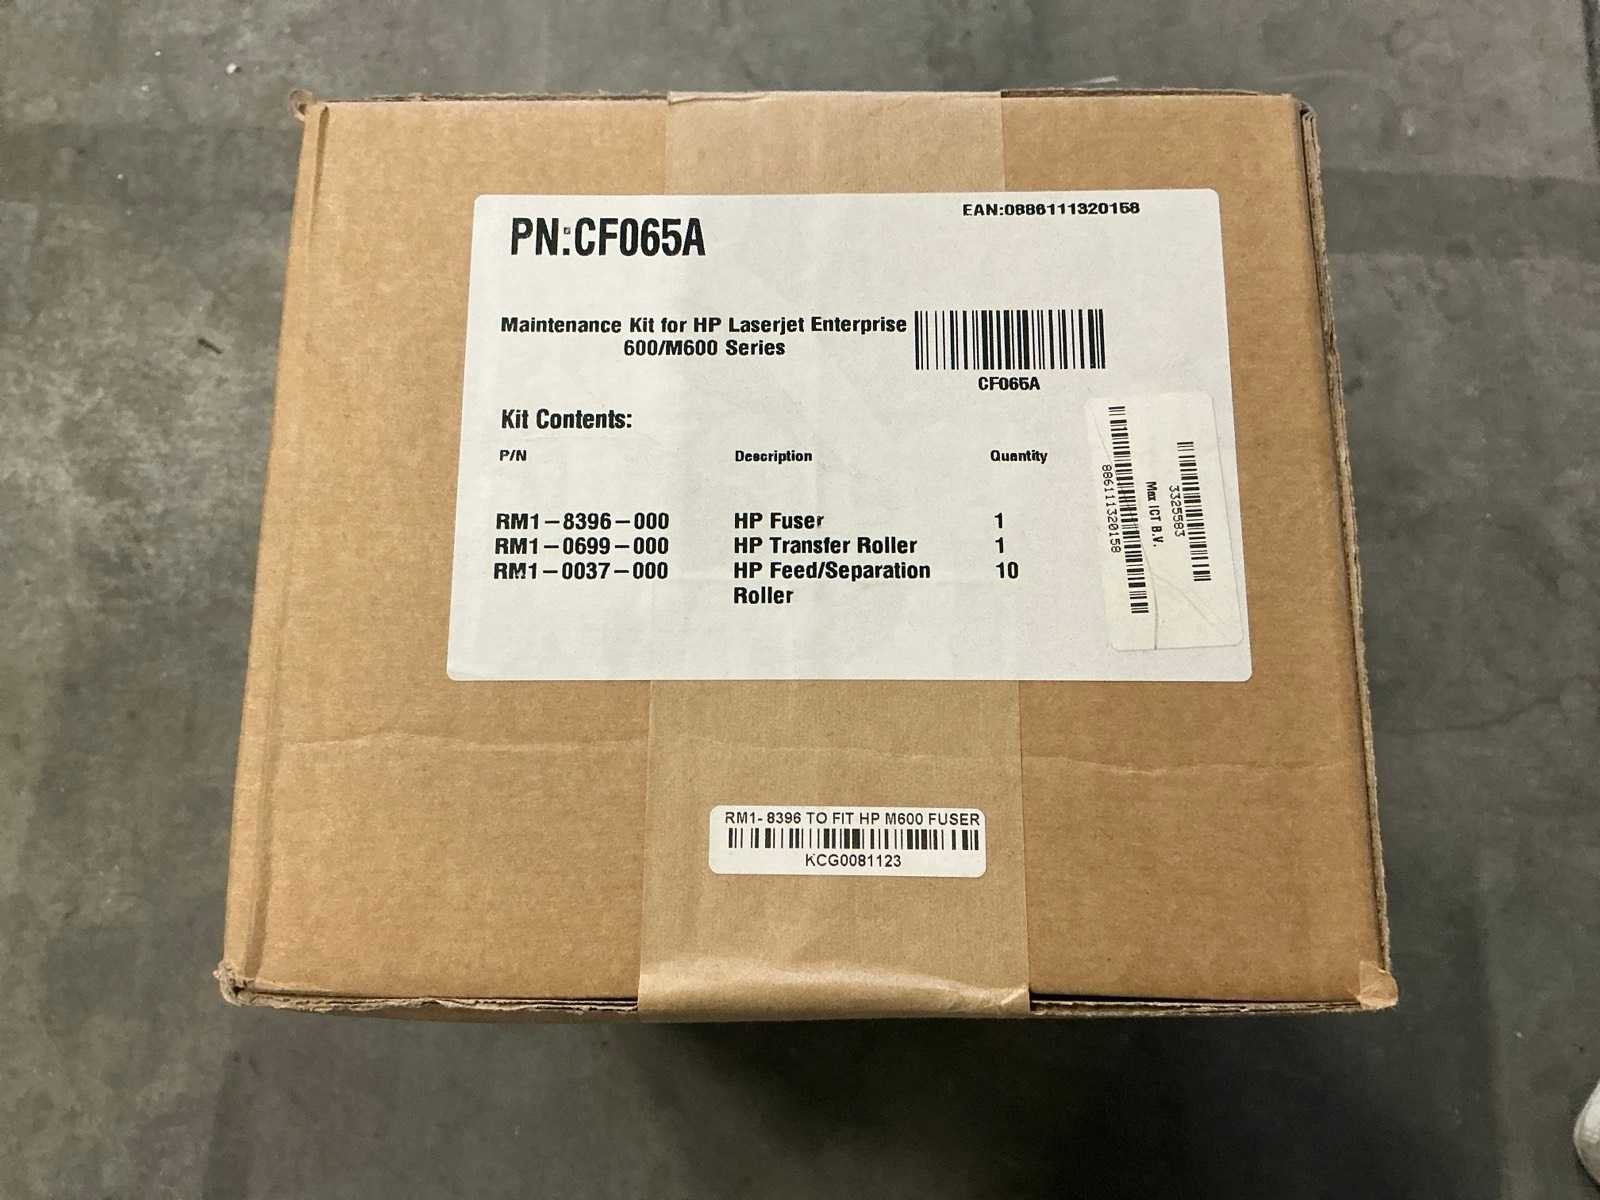 PN:CF065A
EAN:0886111320158
Maintenance Kit for HP Laserjet Enterprise
600/M600 Series
CF065A
Kit Contents:
P/N Description Quantity
RM1-8396-000 HP Fuser 1
RM1-0699-000 HP Transfer Roller 1
RM1-0037-000 HP Feed/Separation 10
Roller
3325583
Max ICT B.V.
886111320158
RM1- 8396 TO FIT HP M600 FUSER
KCG0081123